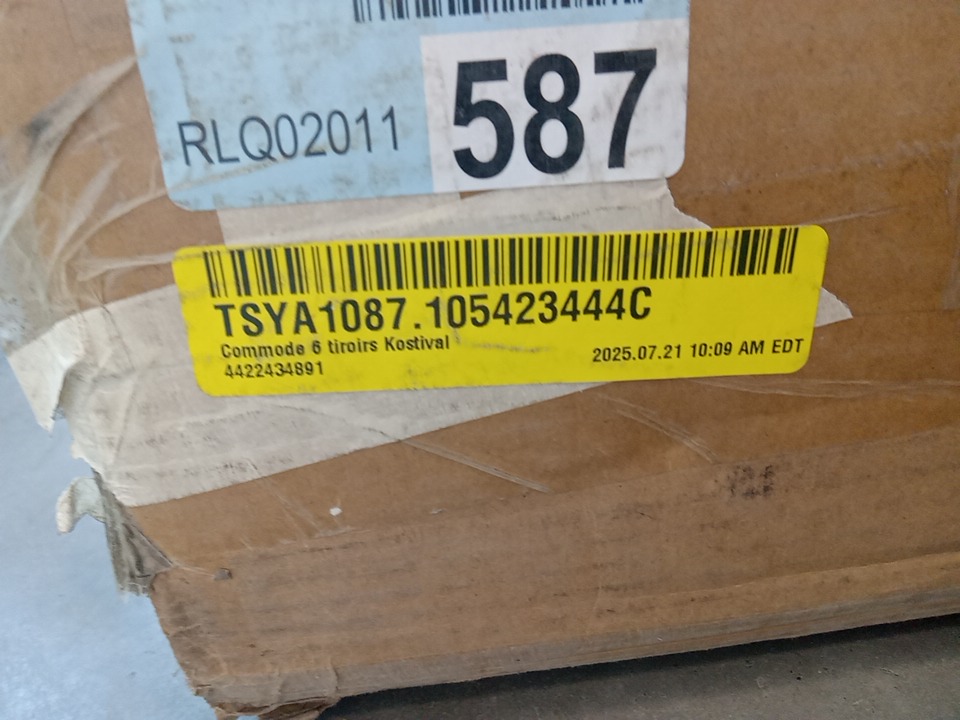 RLQ02011
587
TSYA1087.105423444C
Commode 6 tiroirs Kostival
4422434891
2025.07.21 10:09 AM EDT